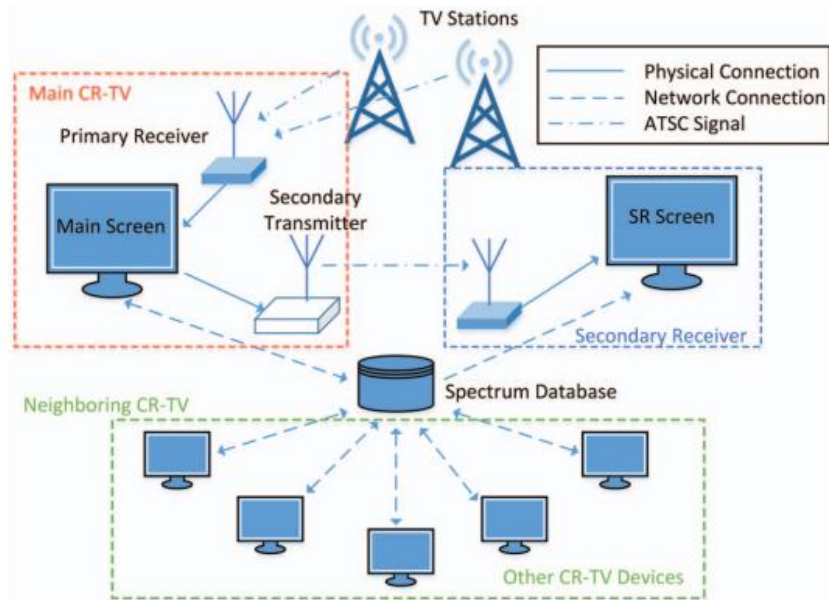 TV Stations
Physical Connection
Network Connection
ATSC Signal
Main CR-TV
Primary Receiver
Secondary
Transmitter
Main Screen
SR Screen
Secondary Receiver
Spectrum Database
Neighboring CR-TV
Other CR-TV Devices